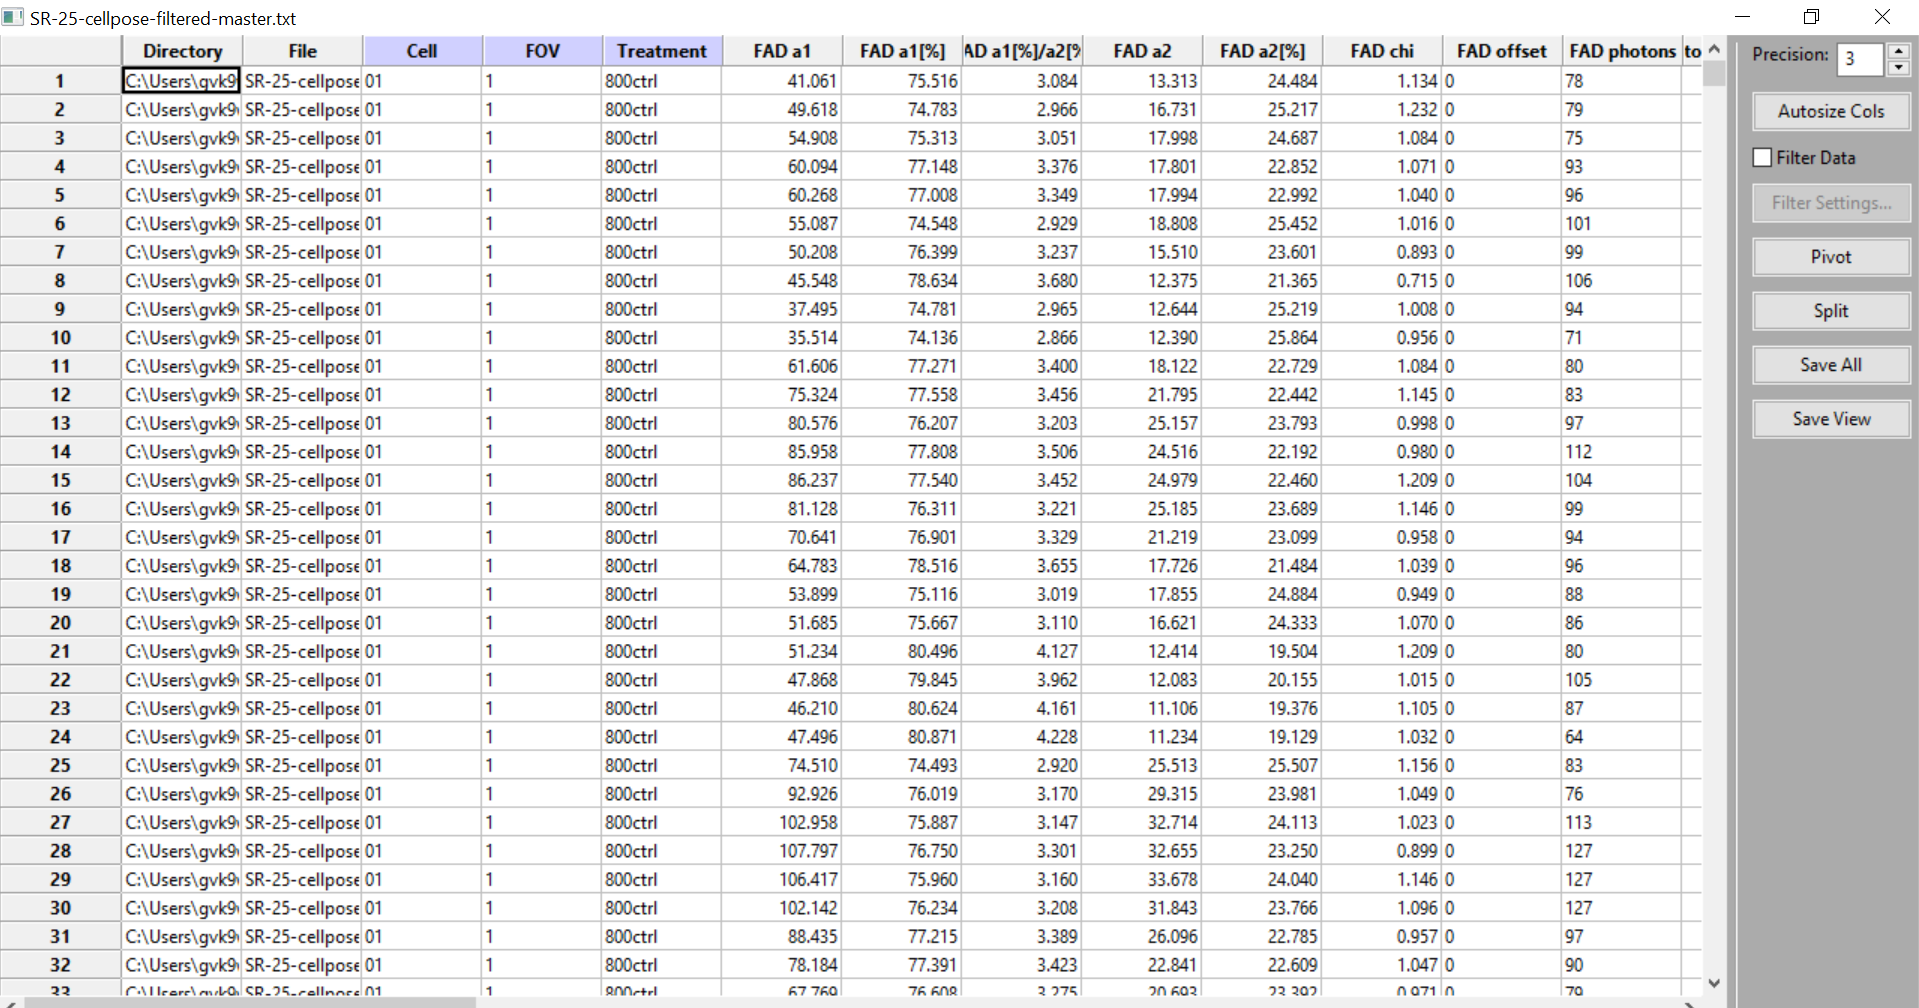 SR-25-cellpose-filtered-master.txt
Directory File Cell FOV Treatment FAD a1 FAD a1[%] AD a1[%]/a2[% FAD a2 FAD a2[%] FAD chi FAD offset FAD photons to
1 C:\Users\gvk9 SR-25-cellpose 01 1 800ctrl 41.061 75.516 3.084 13.313 24.484 1.134 0 78
2 C:\Users\gvk9 SR-25-cellpose 01 1 800ctrl 49.618 74.783 2.966 16.731 25.217 1.232 0 79
3 C:\Users\gvk9 SR-25-cellpose 01 1 800ctrl 54.908 75.313 3.051 17.998 24.687 1.084 0 75
4 C:\Users\gvk9 SR-25-cellpose 01 1 800ctrl 60.094 77.148 3.376 17.801 22.852 1.071 0 93
5 C:\Users\gvk9 SR-25-cellpose 01 1 800ctrl 60.268 77.008 3.349 17.994 22.992 1.040 0 96
6 C:\Users\gvk9 SR-25-cellpose 01 1 800ctrl 55.087 74.548 2.929 18.808 25.452 1.016 0 101
7 C:\Users\gvk9 SR-25-cellpose 01 1 800ctrl 50.208 76.399 3.237 15.510 23.601 0.893 0 99
8 C:\Users\gvk9 SR-25-cellpose 01 1 800ctrl 45.548 78.634 3.680 12.375 21.365 0.715 0 106
9 C:\Users\gvk9 SR-25-cellpose 01 1 800ctrl 37.495 74.781 2.965 12.644 25.219 1.008 0 94
10 C:\Users\gvk9 SR-25-cellpose 01 1 800ctrl 35.514 74.136 2.866 12.390 25.864 0.956 0 71
11 C:\Users\gvk9 SR-25-cellpose 01 1 800ctrl 61.606 77.271 3.400 18.122 22.729 1.084 0 80
12 C:\Users\gvk9 SR-25-cellpose 01 1 800ctrl 75.324 77.558 3.456 21.795 22.442 1.145 0 83
13 C:\Users\gvk9 SR-25-cellpose 01 1 800ctrl 80.576 76.207 3.203 25.157 23.793 0.998 0 97
14 C:\Users\gvk9 SR-25-cellpose 01 1 800ctrl 85.958 77.808 3.506 24.516 22.192 0.980 0 112
15 C:\Users\gvk9 SR-25-cellpose 01 1 800ctrl 86.237 77.540 3.452 24.979 22.460 1.209 0 104
16 C:\Users\gvk9 SR-25-cellpose 01 1 800ctrl 81.128 76.311 3.221 25.185 23.689 1.146 0 99
17 C:\Users\gvk9 SR-25-cellpose 01 1 800ctrl 70.641 76.901 3.329 21.219 23.099 0.958 0 94
18 C:\Users\gvk9 SR-25-cellpose 01 1 800ctrl 64.783 78.516 3.655 17.726 21.484 1.039 0 96
19 C:\Users\gvk9 SR-25-cellpose 01 1 800ctrl 53.899 75.116 3.019 17.855 24.884 0.949 0 88
20 C:\Users\gvk9 SR-25-cellpose 01 1 800ctrl 51.685 75.667 3.110 16.621 24.333 1.070 0 86
21 C:\Users\gvk9 SR-25-cellpose 01 1 800ctrl 51.234 80.496 4.127 12.414 19.504 1.209 0 80
22 C:\Users\gvk9 SR-25-cellpose 01 1 800ctrl 47.868 79.845 3.962 12.083 20.155 1.015 0 105
23 C:\Users\gvk9 SR-25-cellpose 01 1 800ctrl 46.210 80.624 4.161 11.106 19.376 1.105 0 87
24 C:\Users\gvk9 SR-25-cellpose 01 1 800ctrl 47.496 80.871 4.228 11.234 19.129 1.032 0 64
25 C:\Users\gvk9 SR-25-cellpose 01 1 800ctrl 74.510 74.493 2.920 25.513 25.507 1.156 0 83
26 C:\Users\gvk9 SR-25-cellpose 01 1 800ctrl 92.926 76.019 3.170 29.315 23.981 1.049 0 76
27 C:\Users\gvk9 SR-25-cellpose 01 1 800ctrl 102.958 75.887 3.147 32.714 24.113 1.023 0 113
28 C:\Users\gvk9 SR-25-cellpose 01 1 800ctrl 107.797 76.750 3.301 32.655 23.250 0.899 0 127
29 C:\Users\gvk9 SR-25-cellpose 01 1 800ctrl 106.417 75.960 3.160 33.678 24.040 1.146 0 127
30 C:\Users\gvk9 SR-25-cellpose 01 1 800ctrl 102.142 76.234 3.208 31.843 23.766 1.096 0 127
31 C:\Users\gvk9 SR-25-cellpose 01 1 800ctrl 88.435 77.215 3.389 26.096 22.785 0.957 0 97
32 C:\Users\gvk9 SR-25-cellpose 01 1 800ctrl 78.184 77.391 3.423 22.841 22.609 1.047 0 90
33 C:\Users\gvk9 SR-25-cellpose 01 1 800ctrl 67.769 76.608 3.275 20.693 23.392 0.971 0 79
Precision: 3
Autosize Cols
Filter Data
Filter Settings...
Pivot
Split
Save All
Save View